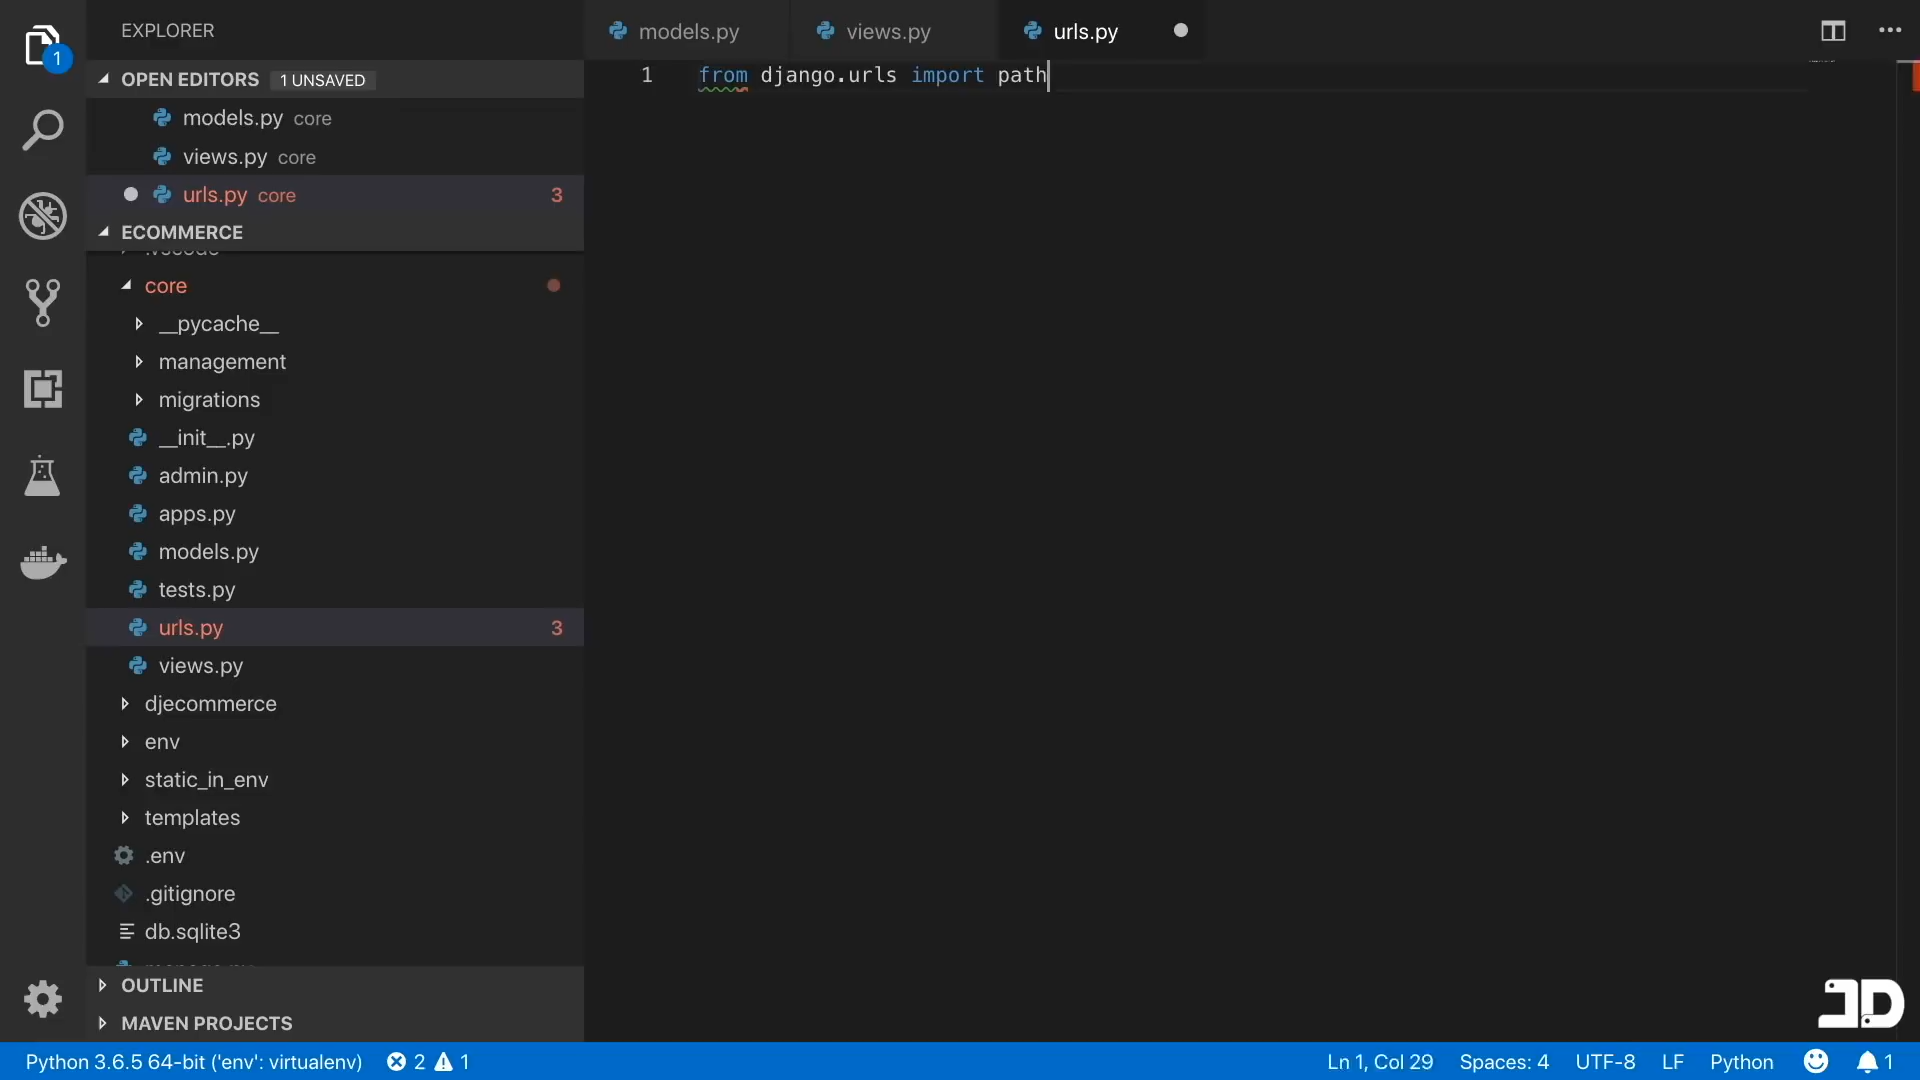 EXPLORER
models.py
views.py
urls.py
1
OPEN EDITORS 1 UNSAVED
models.py core
views.py core
urls.py core 3
ECOMMERCE
.vscode
core
__pycache__
management
migrations
__init__.py
admin.py
apps.py
models.py
tests.py
urls.py 3
views.py
djecommerce
env
static_in_env
templates
.env
.gitignore
db.sqlite3
OUTLINE
MAVEN PROJECTS
1 from django.urls import path
JD
Python 3.6.5 64-bit ('env': virtualenv) 2 1
Ln 1, Col 29 Spaces: 4 UTF-8 LF Python 1